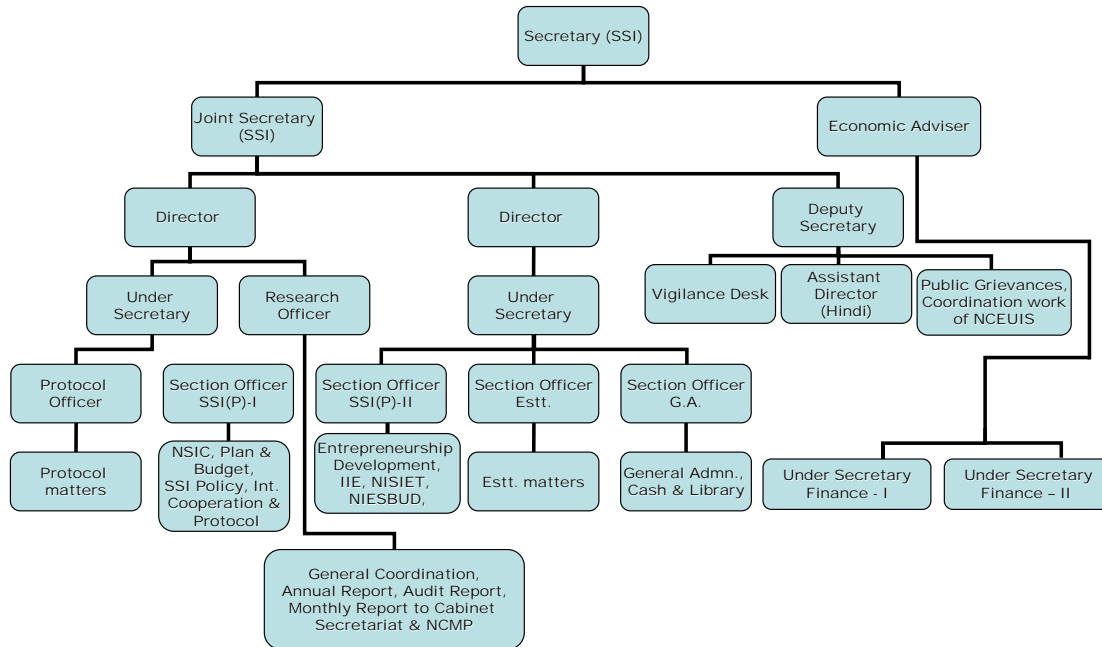 Secretary (SSI)
Joint Secretary
(SSI)
Economic Adviser
Director
Director
Deputy
Secretary
Under
Secretary
Research
Officer
Under
Secretary
Vigilance Desk
Assistant
Director
(Hindi)
Public Grievances,
Coordination work
of NCEUIS
Protocol
Officer
Section Officer
SSI(P)-I
Section Officer
SSI(P)-II
Section Officer
Estt.
Section Officer
G.A.
Protocol
matters
NSIC, Plan &
Budget,
SSI Policy, Int.
Cooperation &
Protocol
Entrepreneurship
Development,
IIE, NISIET,
NIESBUD,
Estt. matters
General Admn.,
Cash & Library
Under Secretary
Finance - I
Under Secretary
Finance – II
General Coordination,
Annual Report, Audit Report,
Monthly Report to Cabinet
Secretariat & NCMP